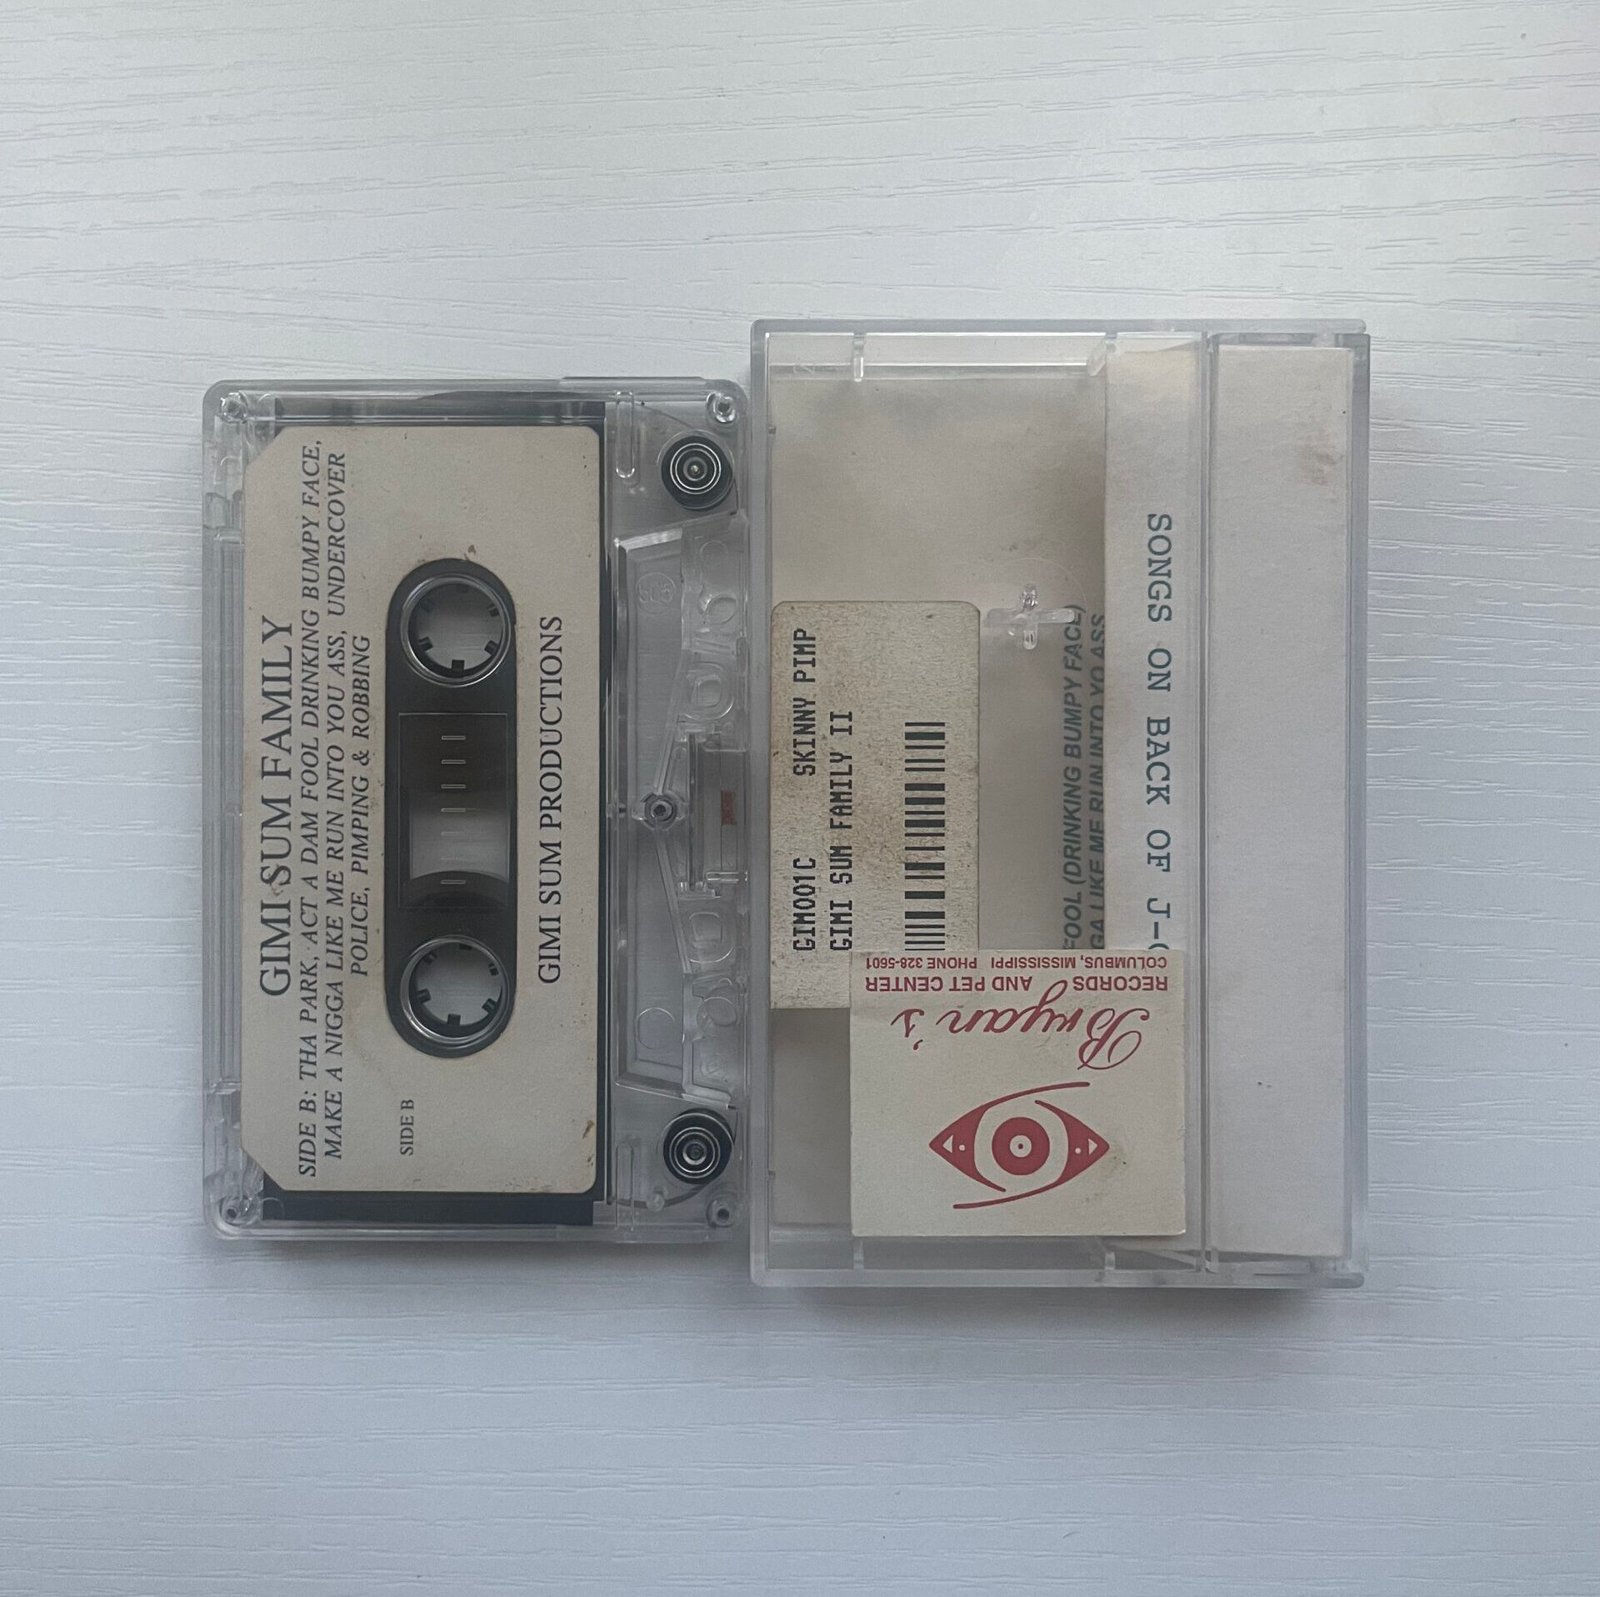 GIMI SUM FAMILY
SIDE B: THA PARK, ACT A DAM FOOL DRINKING BUMPY FACE,
MAKE A NIGGA LIKE ME RUN INTO YOU ASS, UNDERCOVER
POLICE, PIMPING & ROBBING
SIDE B
GIMI SUM PRODUCTIONS
GIM001C SKINNY PIMP
GIMI SUM FAMILY II
FOOL (DRINKING BUMPY FACE)
GA LIKE ME RUN INTO YO ASS
SONGS ON BACK OF J-
Bryan's
RECORDS AND PET CENTER
COLUMBUS, MISSISSIPPI PHONE 328-5601